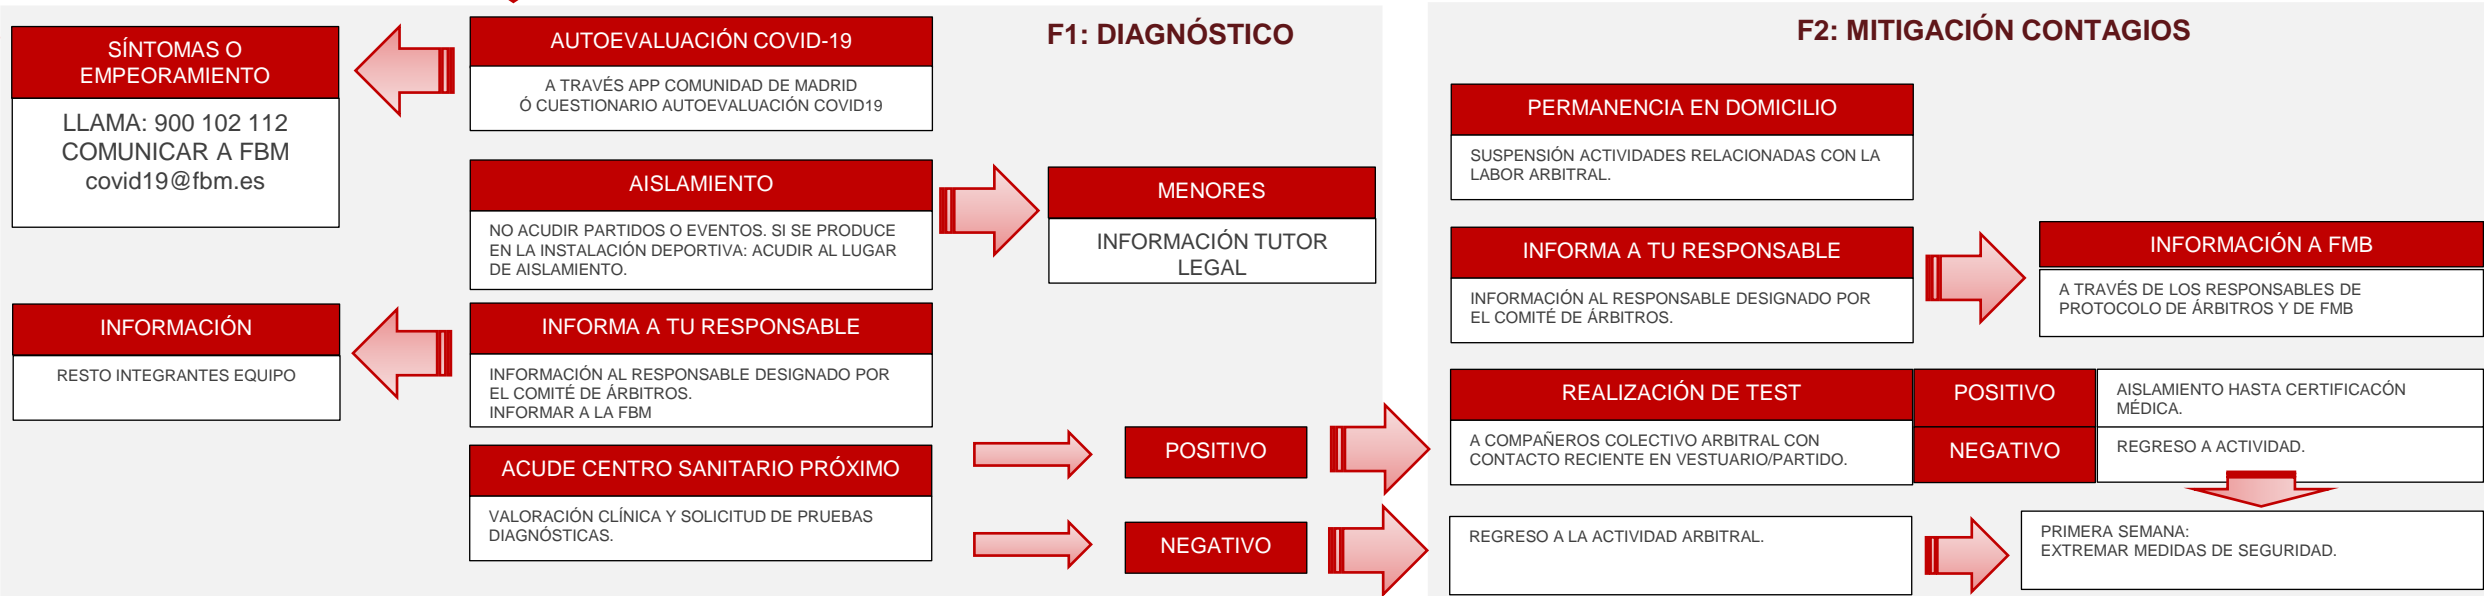 F1: DIAGNÓSTICO
SÍNTOMAS O
EMPEORAMIENTO
LLAMA: 900 102 112
COMUNICAR A FBM
covid19@fbm.es
AUTOEVALUACIÓN COVID-19
A TRAVÉS APP COMUNIDAD DE MADRID
Ó CUESTIONARIO AUTOEVALUACIÓN COVID19
AISLAMIENTO
NO ACUDIR PARTIDOS O EVENTOS. SI SE PRODUCE
EN LA INSTALACIÓN DEPORTIVA: ACUDIR AL LUGAR
DE AISLAMIENTO.
MENORES
INFORMACIÓN TUTOR
LEGAL
INFORMACIÓN
RESTO INTEGRANTES EQUIPO
INFORMA A TU RESPONSABLE
INFORMACIÓN AL RESPONSABLE DESIGNADO POR
EL COMITÉ DE ÁRBITROS.
INFORMAR A LA FBM
ACUDE CENTRO SANITARIO PRÓXIMO
VALORACIÓN CLÍNICA Y SOLICITUD DE PRUEBAS
DIAGNÓSTICAS.
POSITIVO
NEGATIVO
F2: MITIGACIÓN CONTAGIOS
PERMANENCIA EN DOMICILIO
SUSPENSIÓN ACTIVIDADES RELACIONADAS CON LA
LABOR ARBITRAL.
INFORMA A TU RESPONSABLE
INFORMACIÓN AL RESPONSABLE DESIGNADO POR
EL COMITÉ DE ÁRBITROS.
INFORMACIÓN A FMB
A TRAVÉS DE LOS RESPONSABLES DE
PROTOCOLO DE ÁRBITROS Y DE FMB
REALIZACIÓN DE TEST
A COMPAÑEROS COLECTIVO ARBITRAL CON
CONTACTO RECIENTE EN VESTUARIO/PARTIDO.
POSITIVO
AISLAMIENTO HASTA CERTIFICACÓN
MÉDICA.
NEGATIVO
REGRESO A ACTIVIDAD.
REGRESO A LA ACTIVIDAD ARBITRAL.
PRIMERA SEMANA:
EXTREMAR MEDIDAS DE SEGURIDAD.